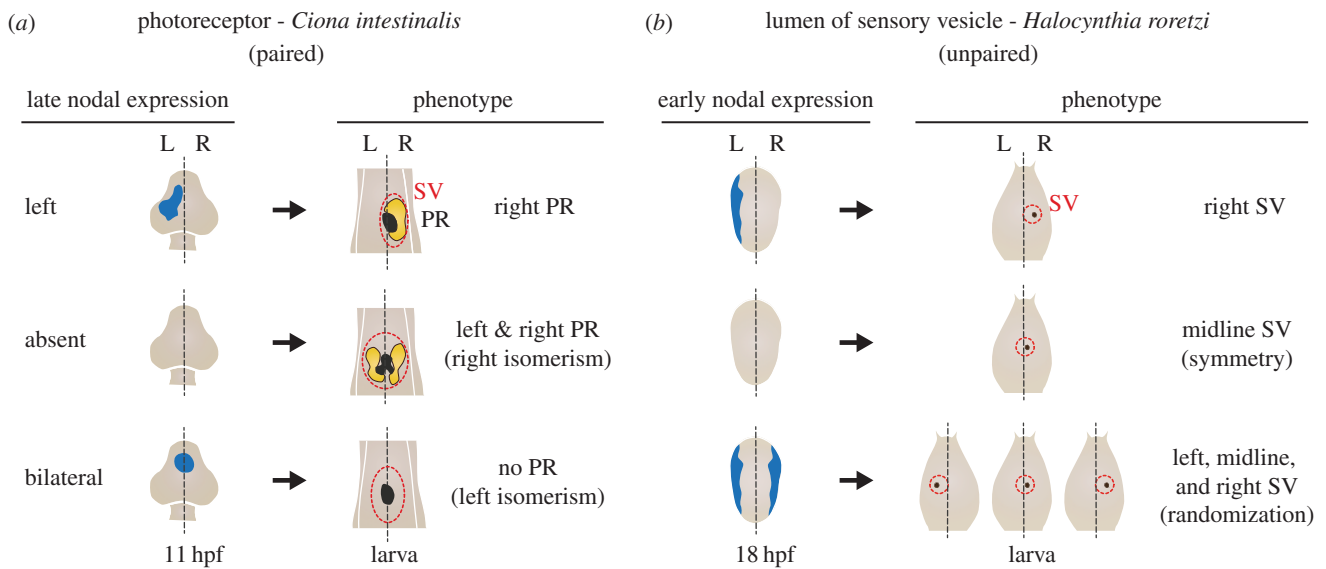 (a) photoreceptor - Ciona intestinalis
(paired)
late nodal expression
phenotype
L R
L R
left
SV
PR
right PR
absent
left & right PR
(right isomerism)
bilateral
no PR
(left isomerism)
11 hpf
larva
(b) lumen of sensory vesicle - Halocynthia roretzi
(unpaired)
early nodal expression
phenotype
L R
L R
SV
right SV
midline SV
(symmetry)
left, midline,
and right SV
(randomization)
18 hpf
larva